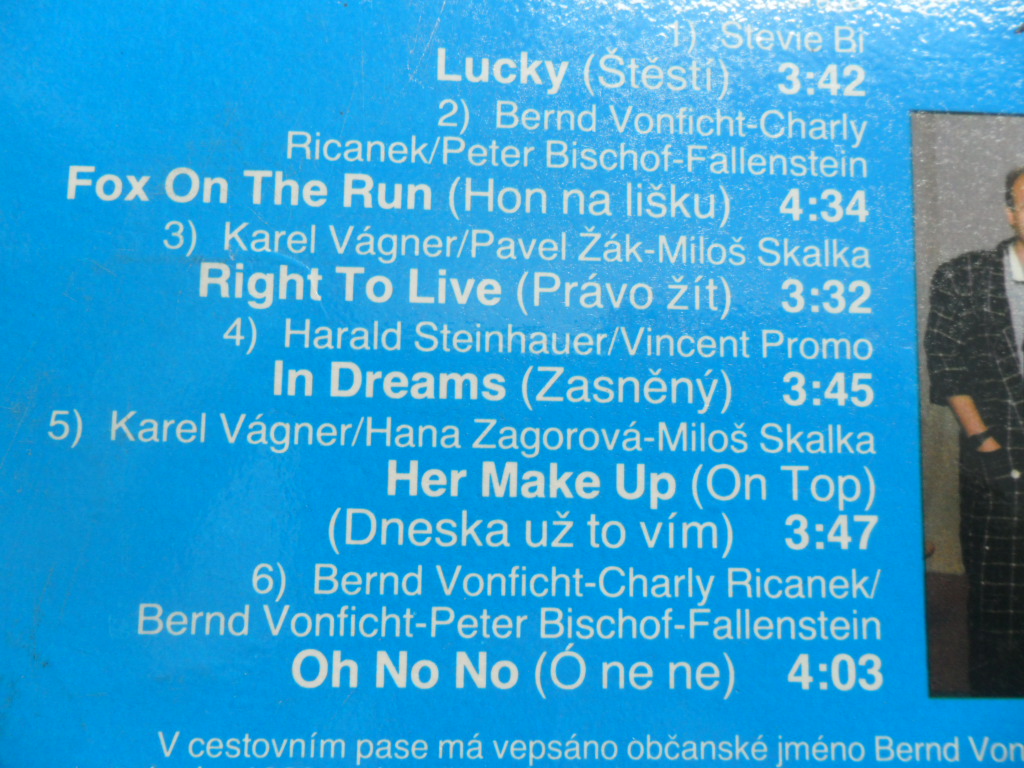 1) Stevie Bi
Lucky (Štěstí) 3:42
2) Bernd Vonficht-Charly
Ricanek/Peter Bischof-Fallenstein
Fox On The Run (Hon na lišku) 4:34
3) Karel Vágner/Pavel Žák-Miloš Skalka
Right To Live (Právo žít) 3:32
4) Harald Steinhauer/Vincent Promo
In Dreams (Zasněný) 3:45
5) Karel Vágner/Hana Zagorová-Miloš Skalka
Her Make Up (On Top)
(Dneska už to vím) 3:47
6) Bernd Vonficht-Charly Ricanek/
Bernd Vonficht-Peter Bischof-Fallenstein
Oh No No (Ó ne ne) 4:03
V cestovním pase má vepsáno občanské jméno Bernd Von